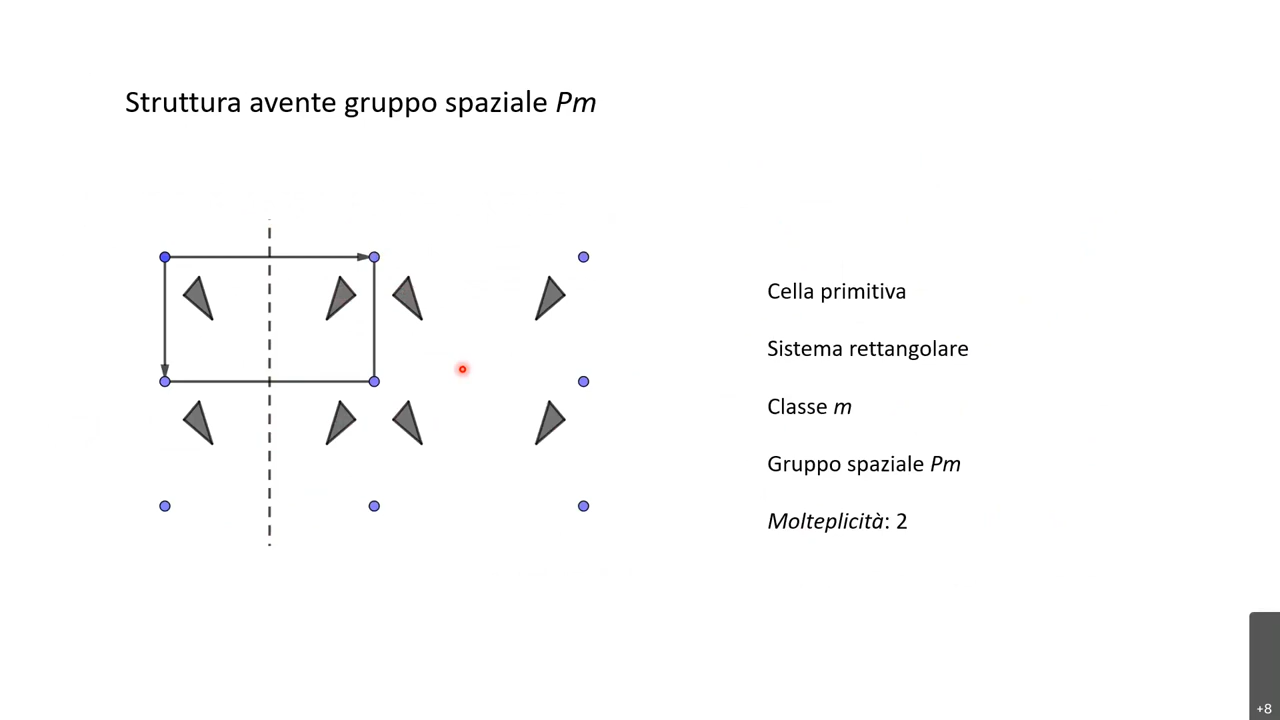 Struttura avente gruppo spaziale Pm
Cella primitiva
Sistema rettangolare
Classe m
Gruppo spaziale Pm
Molteplicità: 2
+8